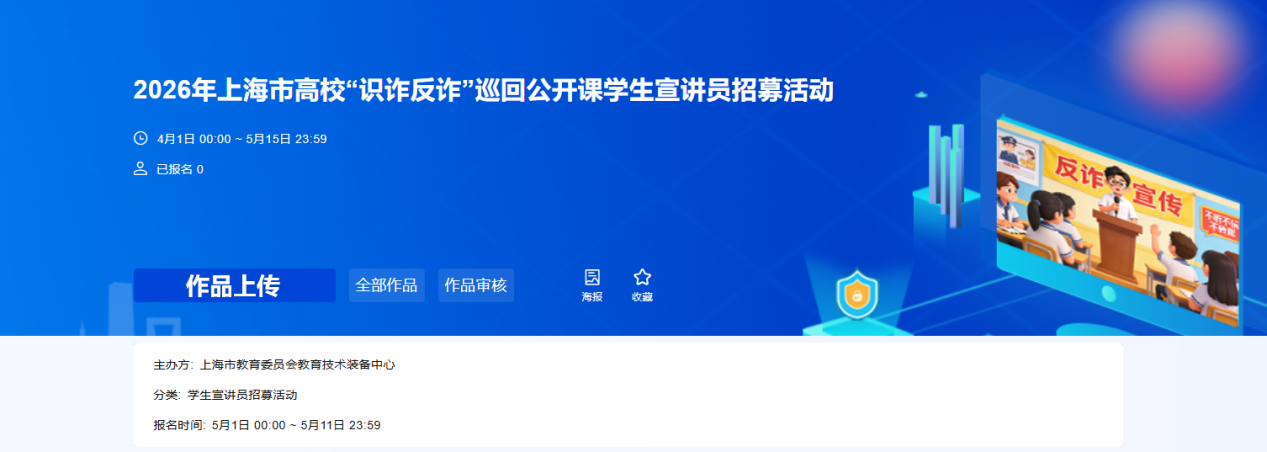 2026年上海市高校“识诈反诈”巡回公开课学生宣讲员招募活动
4月1日 00:00 ~ 5月15日 23:59
已报名 0
反诈
宣传
作品上传
全部作品
作品审核
海报
收藏
主办方: 上海市教育委员会教育技术装备中心
分类: 学生宣讲员招募活动
报名时间: 5月1日 00:00 ~ 5月11日 23:59